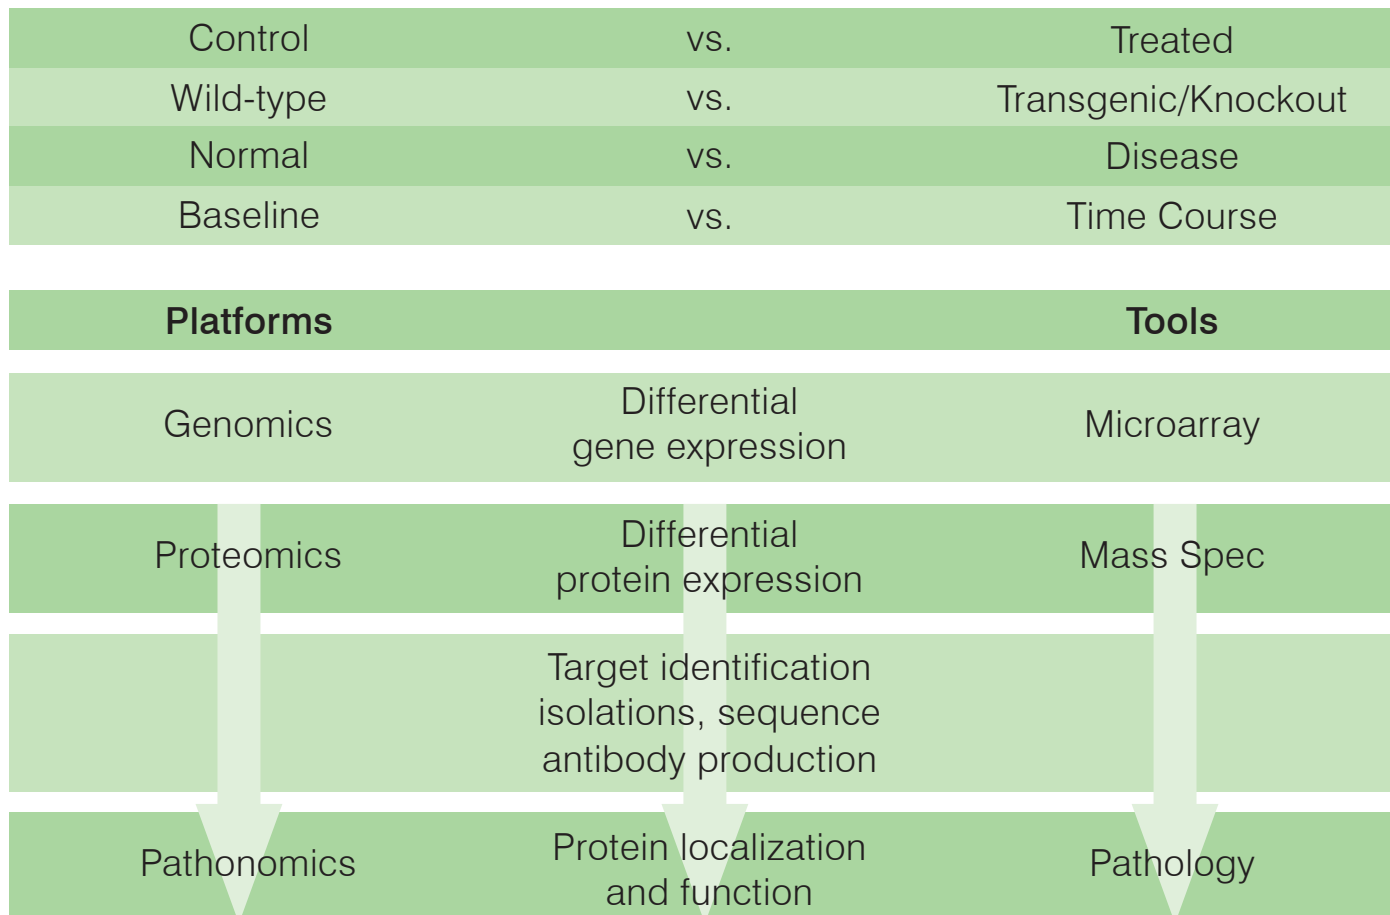 Control vs. Treated
Wild-type vs. Transgenic/Knockout
Normal vs. Disease
Baseline vs. Time Course
Platforms Tools
Genomics
Differential
gene expression
Microarray
Proteomics
Differential
protein expression
Mass Spec
Target identification
isolations, sequence
antibody production
Pathonomics
Protein localization
and function
Pathology